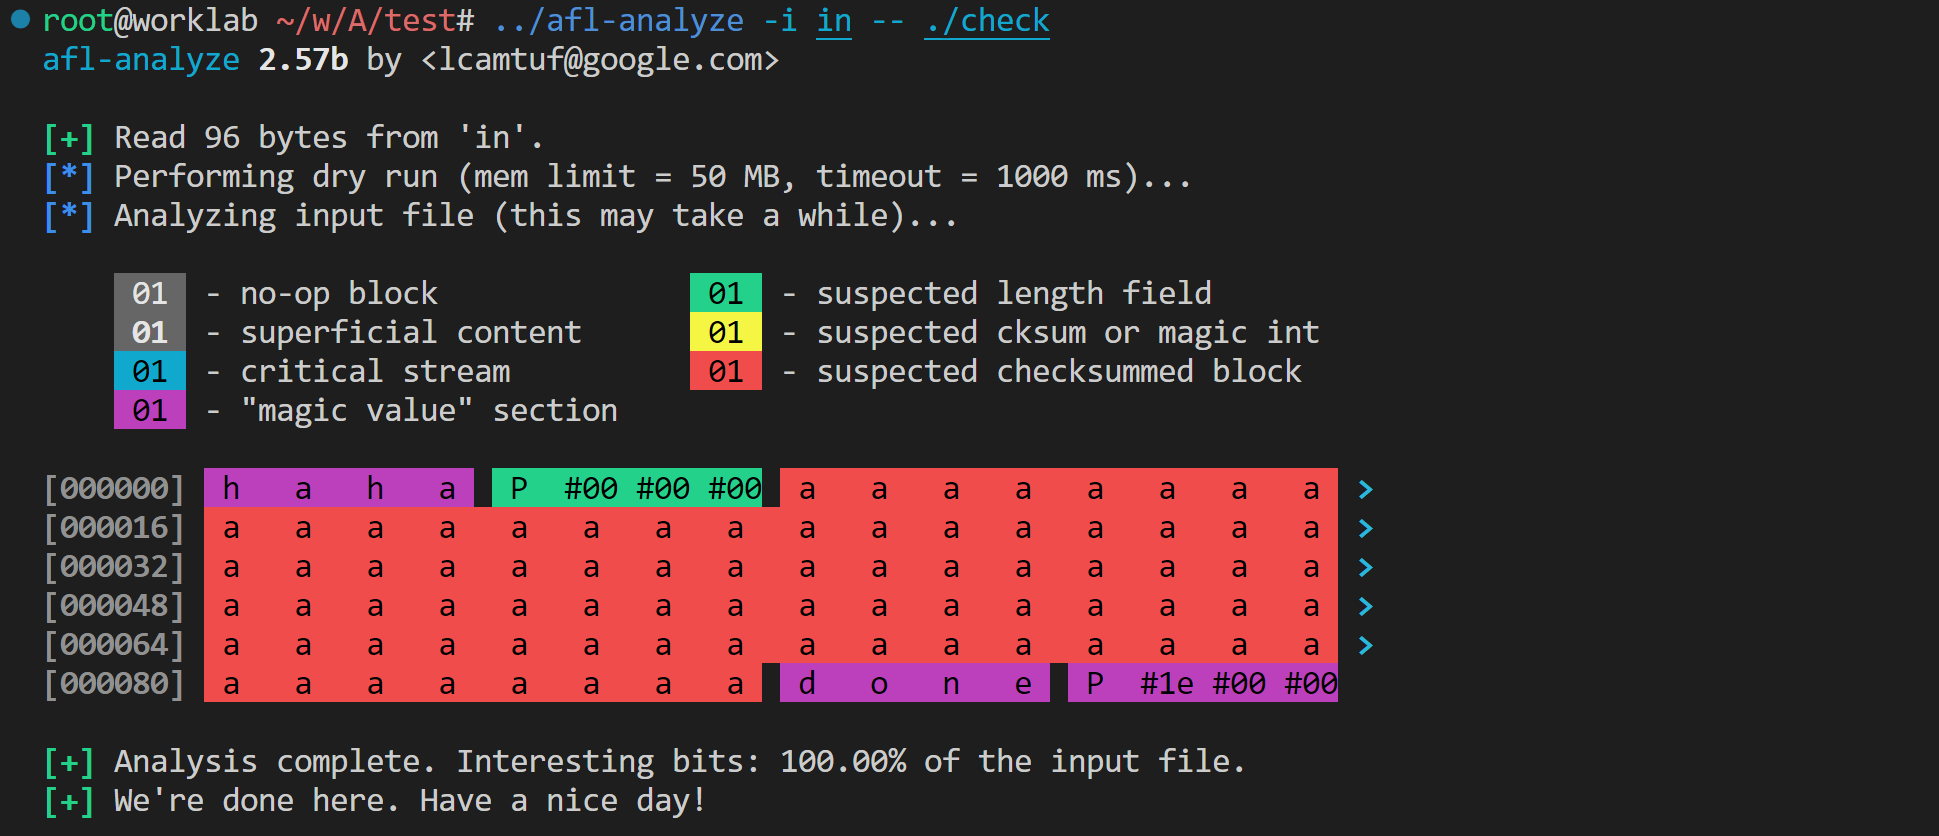 root@worklab ~/w/A/test# ../afl-analyze -i in -- ./check
afl-analyze 2.57b by <lcamtuf@google.com>
[+] Read 96 bytes from 'in'.
[*] Performing dry run (mem limit = 50 MB, timeout = 1000 ms)...
[*] Analyzing input file (this may take a while)...
01 - no-op block 01 - suspected length field
01 - superficial content 01 - suspected cksum or magic int
01 - critical stream 01 - suspected checksummed block
01 - "magic value" section
[000000] h a h a P #00 #00 #00 a a a a a a a a >
[000016] a a a a a a a a a a a a a a a a >
[000032] a a a a a a a a a a a a a a a a >
[000048] a a a a a a a a a a a a a a a a >
[000064] a a a a a a a a a a a a a a a a >
[000080] a a a a a a a a d o n e P #1e #00 #00
[+] Analysis complete. Interesting bits: 100.00% of the input file.
[+] We're done here. Have a nice day!